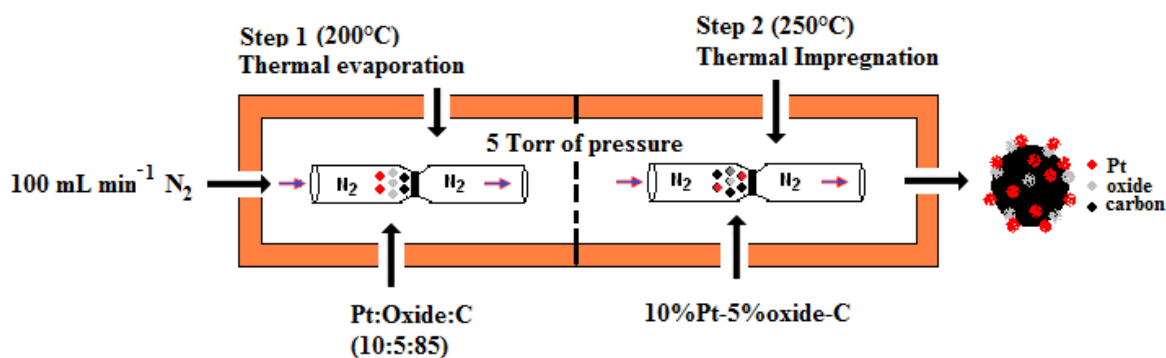 Step 1 (200°C)
Thermal evaporation
Step 2 (250°C)
Thermal Impregnation
5 Torr of pressure
100 mL min⁻¹ N₂
N₂
N₂
N₂
N₂
Pt
oxide
carbon
Pt:Oxide:C
(10:5:85)
10%Pt-5%oxide-C